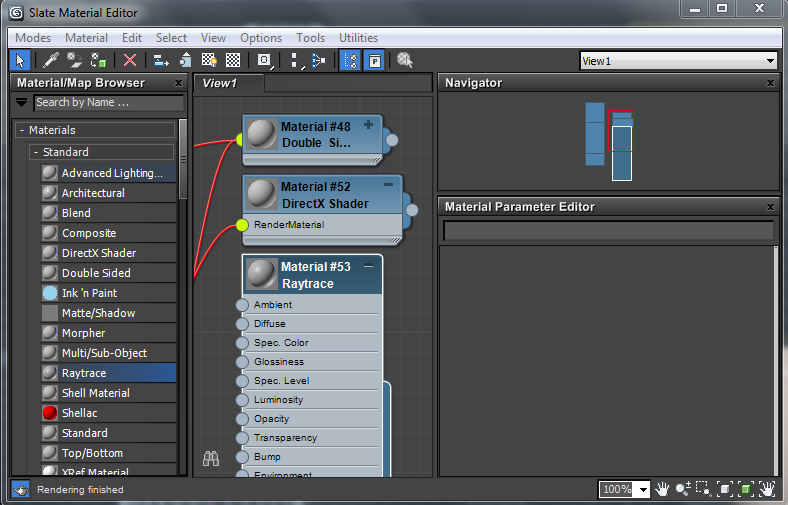 Slate Material Editor
Modes Material Edit Select View Options Tools Utilities
View1
Material/Map Browser x
Search by Name ...
- Materials
- Standard
Advanced Lighting...
Architectural
Blend
Composite
DirectX Shader
Double Sided
Ink 'n Paint
Matte/Shadow
Morpher
Multi/Sub-Object
Raytrace
Shell Material
Shellac
Standard
Top/Bottom
XRef Material
View1
Material #48
Double Si...
Material #52
DirectX Shader
RenderMaterial
Material #53
Raytrace
Ambient
Diffuse
Spec. Color
Glossiness
Spec. Level
Luminosity
Opacity
Transparency
Bump
Environment
Navigator x
Material Parameter Editor x
Rendering finished
100%